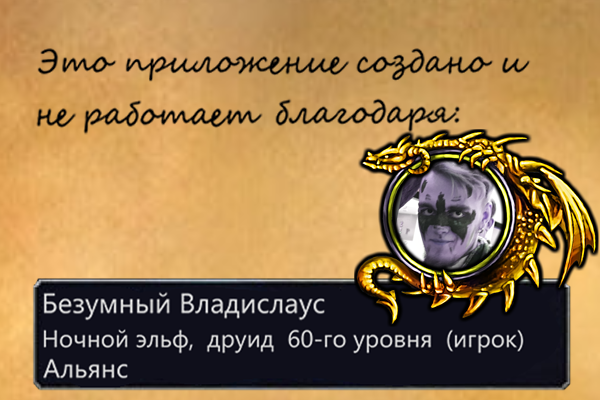 Это приложение создано и
не работает благодаря:
Безумный Владислаус
Ночной эльф, друид 60-го уровня (игрок)
Альянс